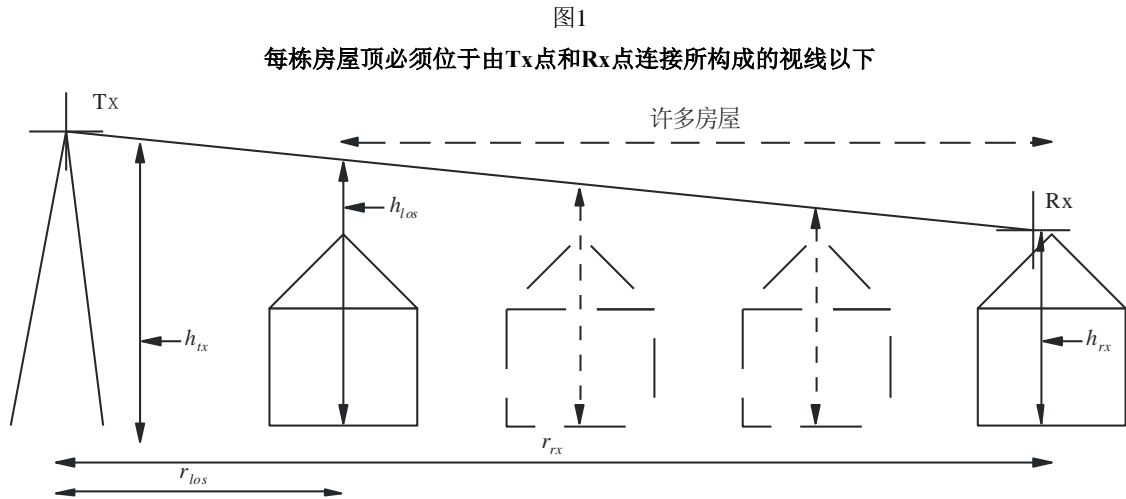 图1
每栋房屋顶必须位于由Tx点和Rx点连接所构成的视线以下
Tx
许多房屋
Rx
h_los
h_tx
h_rx
r_rx
r_los